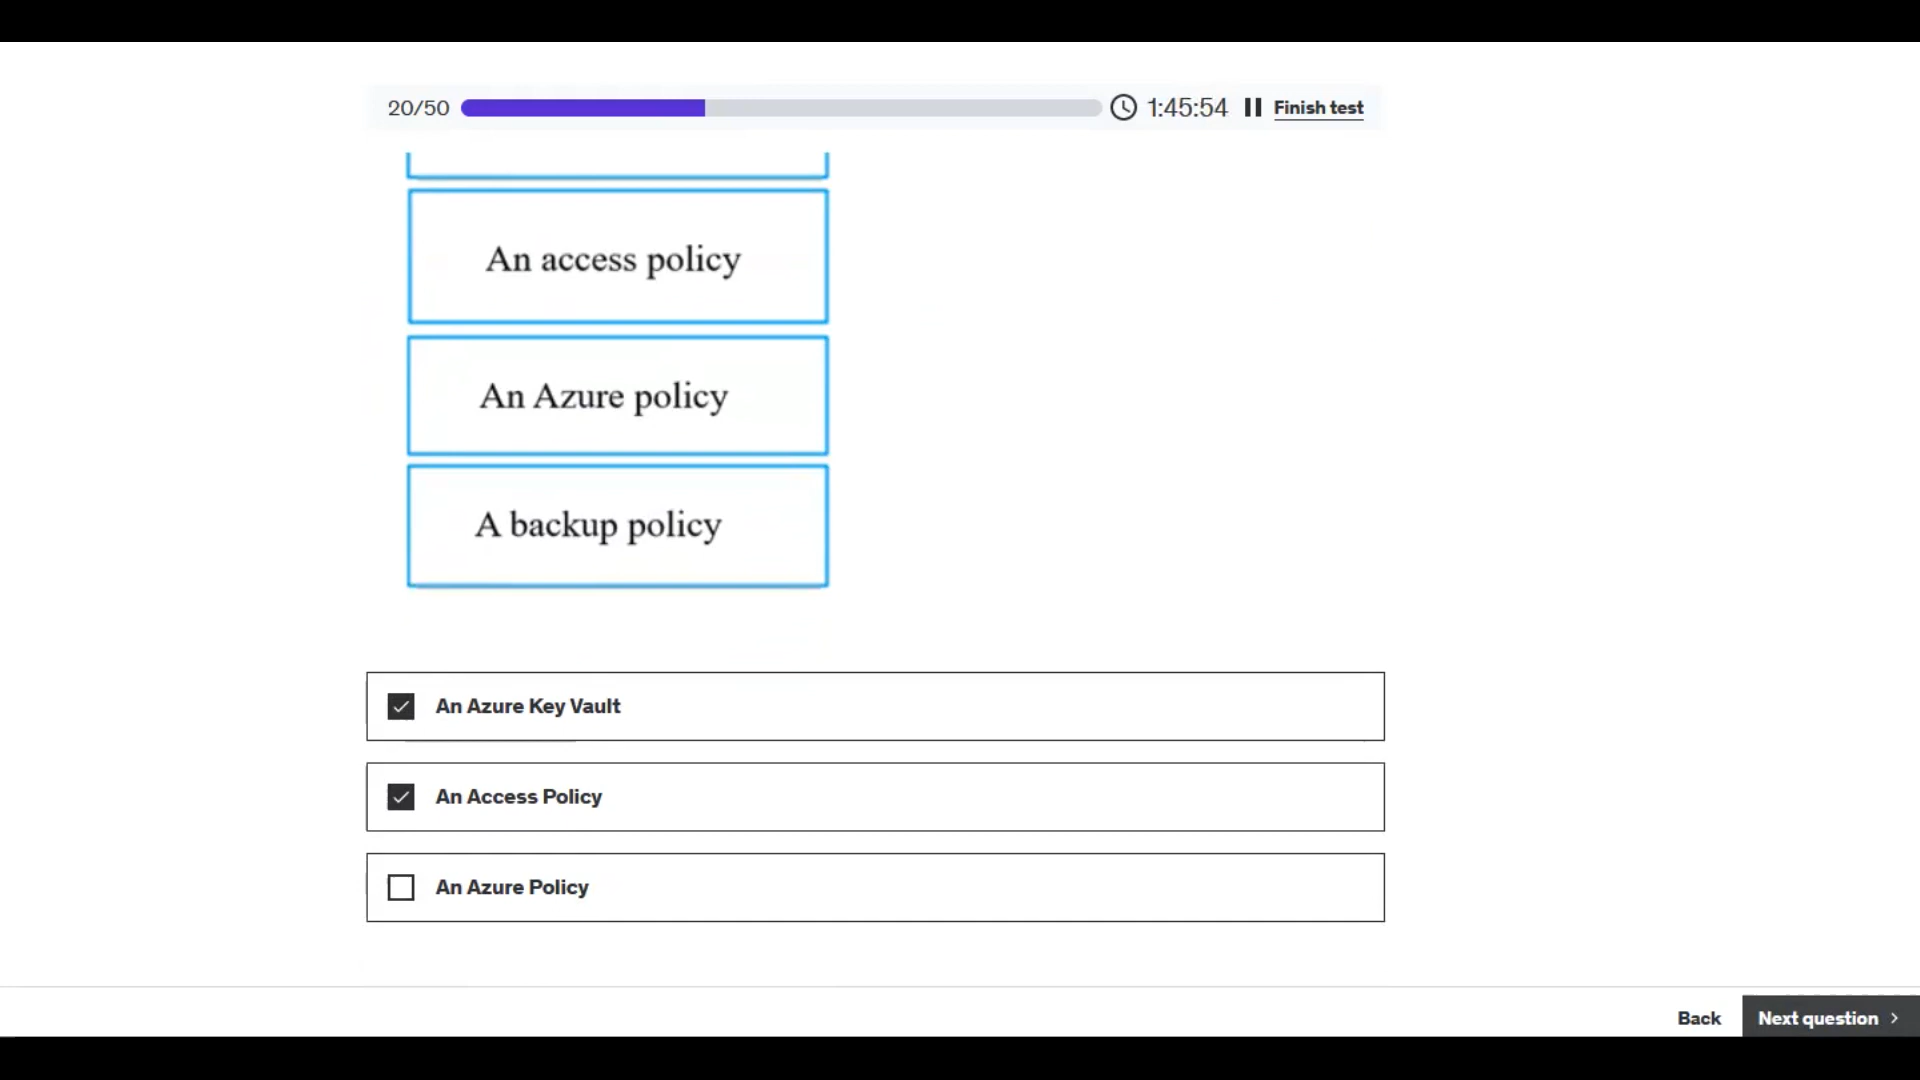 20/50 1:45:54 Finish test
An access policy
An Azure policy
A backup policy
An Azure Key Vault
An Access Policy
An Azure Policy
Back Next question